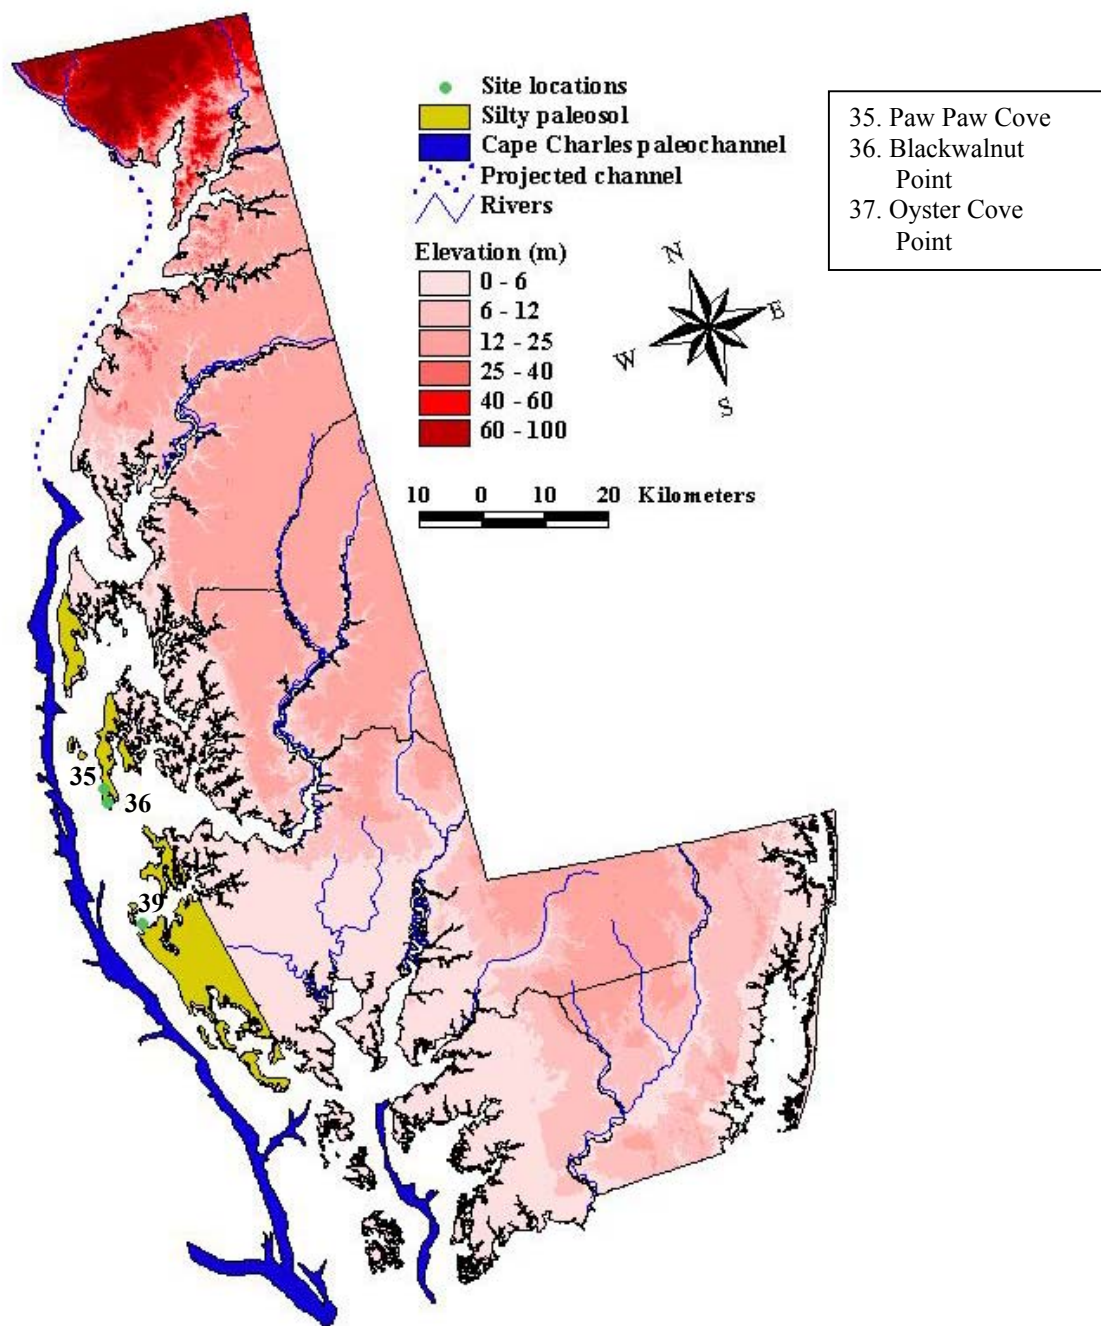 Site locations
Silty paleosol
Cape Charles paleochannel
Projected channel
Rivers
Elevation (m)
0 - 6
6 - 12
12 - 25
25 - 40
40 - 60
60 - 100
N
E
W
S
10 0 10 20 Kilometers
35. Paw Paw Cove
36. Blackwalnut
Point
37. Oyster Cove
Point
35
36
39